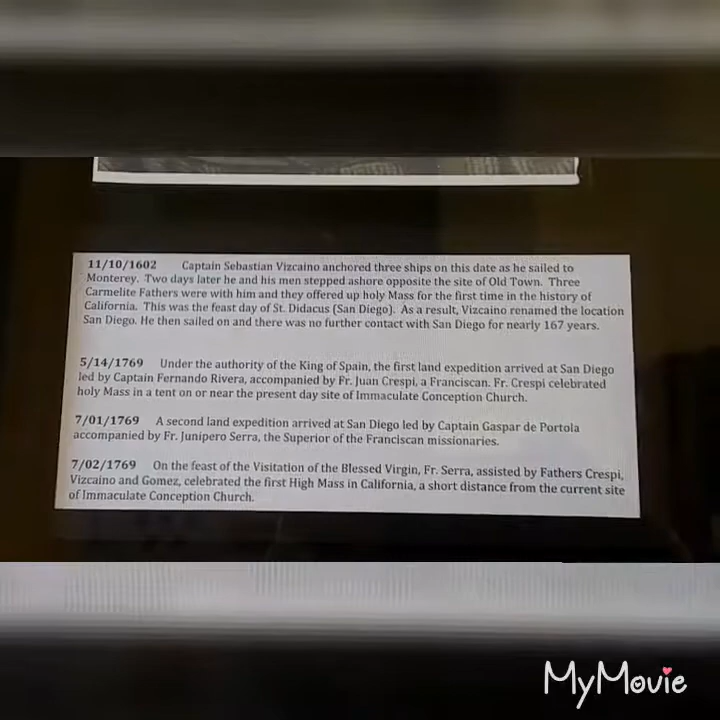 11/10/1602 Captain Sebastian Vizcaino anchored three ships on this date as he sailed to
Monterey. Two days later he and his men stepped ashore opposite the site of Old Town. Three
Carmelite Fathers were with him and they offered up holy Mass for the first time in the history of
California. This was the feast day of St. Didacus (San Diego). As a result, Vizcaino renamed the location
San Diego. He then sailed on and there was no further contact with San Diego for nearly 167 years.
5/14/1769 Under the authority of the King of Spain, the first land expedition arrived at San Diego
led by Captain Fernando Rivera, accompanied by Fr. Juan Crespi, a Franciscan. Fr. Crespi celebrated
holy Mass in a tent on or near the present day site of Immaculate Conception Church.
7/01/1769 A second land expedition arrived at San Diego led by Captain Gaspar de Portola
accompanied by Fr. Junipero Serra, the Superior of the Franciscan missionaries.
7/02/1769 On the feast of the Visitation of the Blessed Virgin, Fr. Serra, assisted by Fathers Crespi,
Vizcaino and Gomez, celebrated the first High Mass in California, a short distance from the current site
of Immaculate Conception Church.
MyMovie